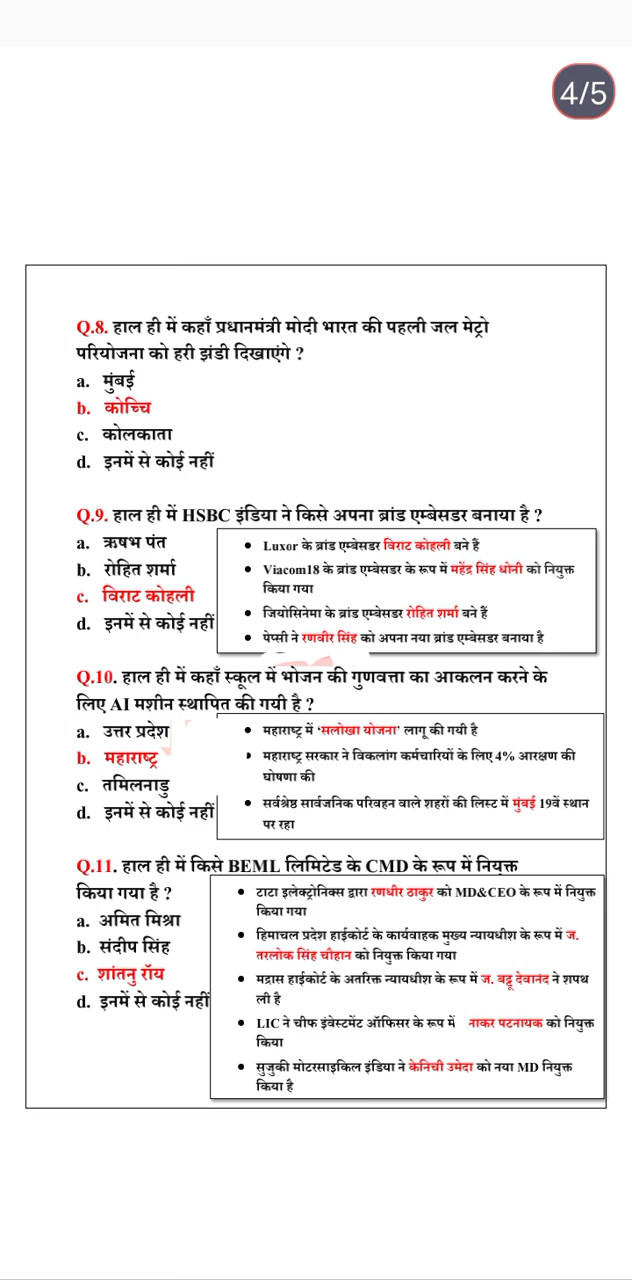 4/5
Q.8. हाल ही में कहाँ प्रधानमंत्री मोदी भारत की पहली जल मेट्रो
परियोजना को हरी झंडी दिखाएंगे ?
a. मुंबई
b. कोच्चि
c. कोलकाता
d. इनमें से कोई नहीं
Q.9. हाल ही में HSBC इंडिया ने किसे अपना ब्रांड एम्बेसडर बनाया है ?
a. ऋषभ पंत
b. रोहित शर्मा
c. विराट कोहली
d. इनमें से कोई नहीं
• Luxor के ब्रांड एम्बेसडर विराट कोहली बने हैं
• Viacom18 के ब्रांड एम्बेसडर के रूप में महेंद्र सिंह धोनी को नियुक्त
किया गया
• जियोसिनेमा के ब्रांड एम्बेसडर रोहित शर्मा बने हैं
• पेप्सी ने रणवीर सिंह को अपना नया ब्रांड एम्बेसडर बनाया है
Q.10. हाल ही में कहाँ स्कूल में भोजन की गुणवत्ता का आकलन करने के
लिए AI मशीन स्थापित की गयी है ?
a. उत्तर प्रदेश
b. महाराष्ट्र
c. तमिलनाडु
d. इनमें से कोई नहीं
• महाराष्ट्र में ‘सलोखा योजना’ लागू की गयी है
• महाराष्ट्र सरकार ने विकलांग कर्मचारियों के लिए 4% आरक्षण की
घोषणा की
• सर्वश्रेष्ठ सार्वजनिक परिवहन वाले शहरों की लिस्ट में मुंबई 19वें स्थान
पर रहा
Q.11. हाल ही में किसे BEML लिमिटेड के CMD के रूप में नियुक्त
किया गया है ?
a. अमित मिश्रा
b. संदीप सिंह
c. शांतनु रॉय
d. इनमें से कोई नहीं
• टाटा इलेक्ट्रोनिक्स द्वारा रणधीर ठाकुर को MD&CEO के रूप में नियुक्त
किया गया
• हिमाचल प्रदेश हाईकोर्ट के कार्यवाहक मुख्य न्यायधीश के रूप में ज.
तरलोक सिंह चौहान को नियुक्त किया गया
• मद्रास हाईकोर्ट के अतरिक्त न्यायधीश के रूप में ज. बट्टू देवानंद ने शपथ
ली है
• LIC ने चीफ इंवेस्टमेंट ऑफिसर के रूप में नाकर पटनायक को नियुक्त
किया
• सुजुकी मोटरसाइकिल इंडिया ने केनिची उमेदा को नया MD नियुक्त
किया है